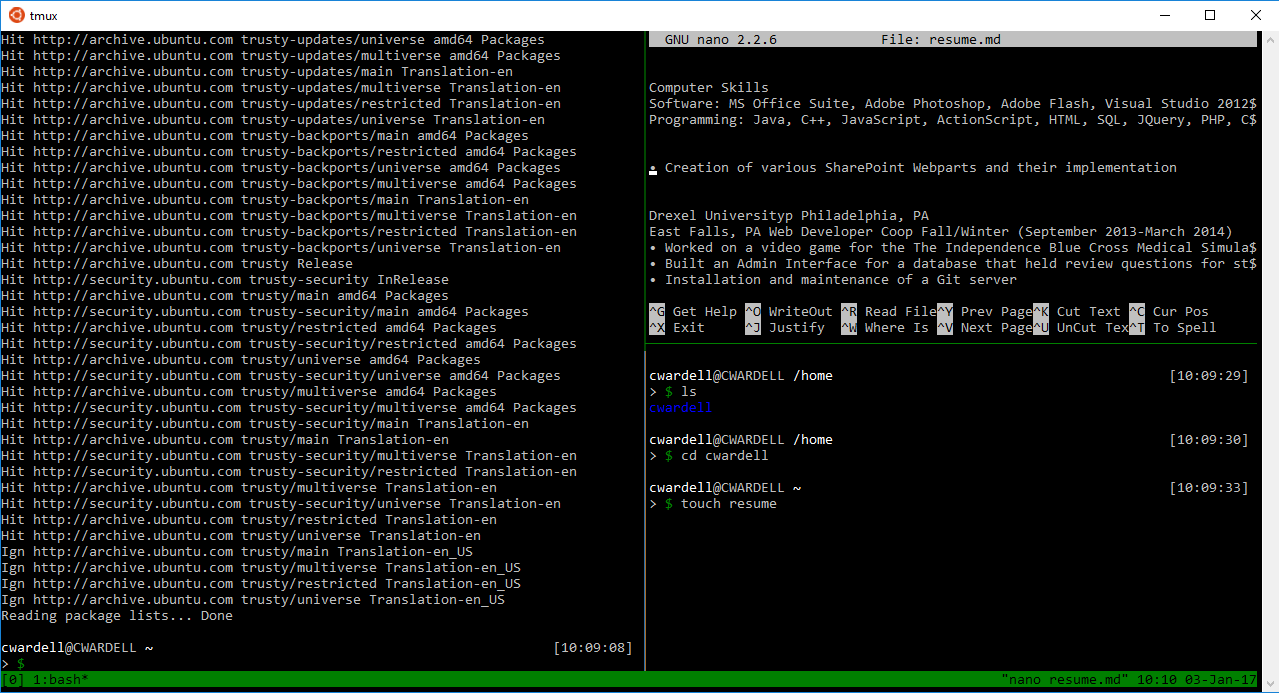 tmux
Hit http://archive.ubuntu.com trusty-updates/universe amd64 Packages
Hit http://archive.ubuntu.com trusty-updates/multiverse amd64 Packages
Hit http://archive.ubuntu.com trusty-updates/main Translation-en
Hit http://archive.ubuntu.com trusty-updates/multiverse Translation-en
Hit http://archive.ubuntu.com trusty-updates/restricted Translation-en
Hit http://archive.ubuntu.com trusty-updates/universe Translation-en
Hit http://archive.ubuntu.com trusty-backports/main amd64 Packages
Hit http://archive.ubuntu.com trusty-backports/restricted amd64 Packages
Hit http://archive.ubuntu.com trusty-backports/universe amd64 Packages
Hit http://archive.ubuntu.com trusty-backports/multiverse amd64 Packages
Hit http://archive.ubuntu.com trusty-backports/main Translation-en
Hit http://archive.ubuntu.com trusty-backports/multiverse Translation-en
Hit http://archive.ubuntu.com trusty-backports/restricted Translation-en
Hit http://archive.ubuntu.com trusty-backports/universe Translation-en
Hit http://archive.ubuntu.com trusty Release
Hit http://security.ubuntu.com trusty-security InRelease
Hit http://archive.ubuntu.com trusty/main amd64 Packages
Hit http://security.ubuntu.com trusty-security/main amd64 Packages
Hit http://archive.ubuntu.com trusty/restricted amd64 Packages
Hit http://security.ubuntu.com trusty-security/restricted amd64 Packages
Hit http://archive.ubuntu.com trusty/universe amd64 Packages
Hit http://security.ubuntu.com trusty-security/universe amd64 Packages
Hit http://archive.ubuntu.com trusty/multiverse amd64 Packages
Hit http://security.ubuntu.com trusty-security/multiverse amd64 Packages
Hit http://security.ubuntu.com trusty-security/main Translation-en
Hit http://archive.ubuntu.com trusty/main Translation-en
Hit http://security.ubuntu.com trusty-security/multiverse Translation-en
Hit http://security.ubuntu.com trusty-security/restricted Translation-en
Hit http://archive.ubuntu.com trusty/multiverse Translation-en
Hit http://security.ubuntu.com trusty-security/universe Translation-en
Hit http://archive.ubuntu.com trusty/restricted Translation-en
Hit http://archive.ubuntu.com trusty/universe Translation-en
Ign http://archive.ubuntu.com trusty/main Translation-en_US
Ign http://archive.ubuntu.com trusty/multiverse Translation-en_US
Ign http://archive.ubuntu.com trusty/restricted Translation-en_US
Ign http://archive.ubuntu.com trusty/universe Translation-en_US
Reading package lists... Done
cwardell@CWARDELL ~ [10:09:08]
> $
GNU nano 2.2.6 File: resume.md
Computer Skills
Software: MS Office Suite, Adobe Photoshop, Adobe Flash, Visual Studio 2012$
Programming: Java, C++, JavaScript, ActionScript, HTML, SQL, JQuery, PHP, C$
• Creation of various SharePoint Webparts and their implementation
Drexel Universityp Philadelphia, PA
East Falls, PA Web Developer Coop Fall/Winter (September 2013-March 2014)
• Worked on a video game for the The Independence Blue Cross Medical Simula$
• Built an Admin Interface for a database that held review questions for st$
• Installation and maintenance of a Git server
^G Get Help ^O WriteOut ^R Read File^Y Prev Page^K Cut Text ^C Cur Pos
^X Exit ^J Justify ^W Where Is ^V Next Page^U UnCut Tex^T To Spell
cwardell@CWARDELL /home [10:09:29]
> $ ls
cwardell
cwardell@CWARDELL /home [10:09:30]
> $ cd cwardell
cwardell@CWARDELL ~ [10:09:33]
> $ touch resume
[0] 1:bash* "nano resume.md" 10:10 03-Jan-17